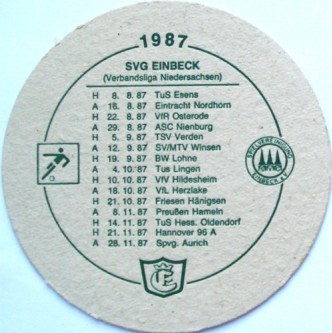 1987
SVG EINBECK
(Verbandsliga Niedersachsen)
H 8. 8. 87 TuS Esens
A 16. 8. 87 Eintracht Nordhorn
H 22. 8. 87 VfR Osterode
A 29. 8. 87 ASC Nienburg
H 5. 9. 87 TSV Verden
A 12. 9. 87 SV/MTV Winsen
H 19. 9. 87 BW Lohne
A 4. 10. 87 Tus Lingen
H 10. 10. 87 VfV Hildesheim
A 18. 10. 87 VfL Herzlake
H 21. 10. 87 Friesen Hänigsen
A 8. 11. 87 Preußen Hameln
H 14. 11. 87 TuS Hess. Oldendorf
H 21. 11. 87 Hannover 96 A
A 28. 11. 87 Spvg. Aurich
SPIELVEREINIGUNG
EINBECK e.V.